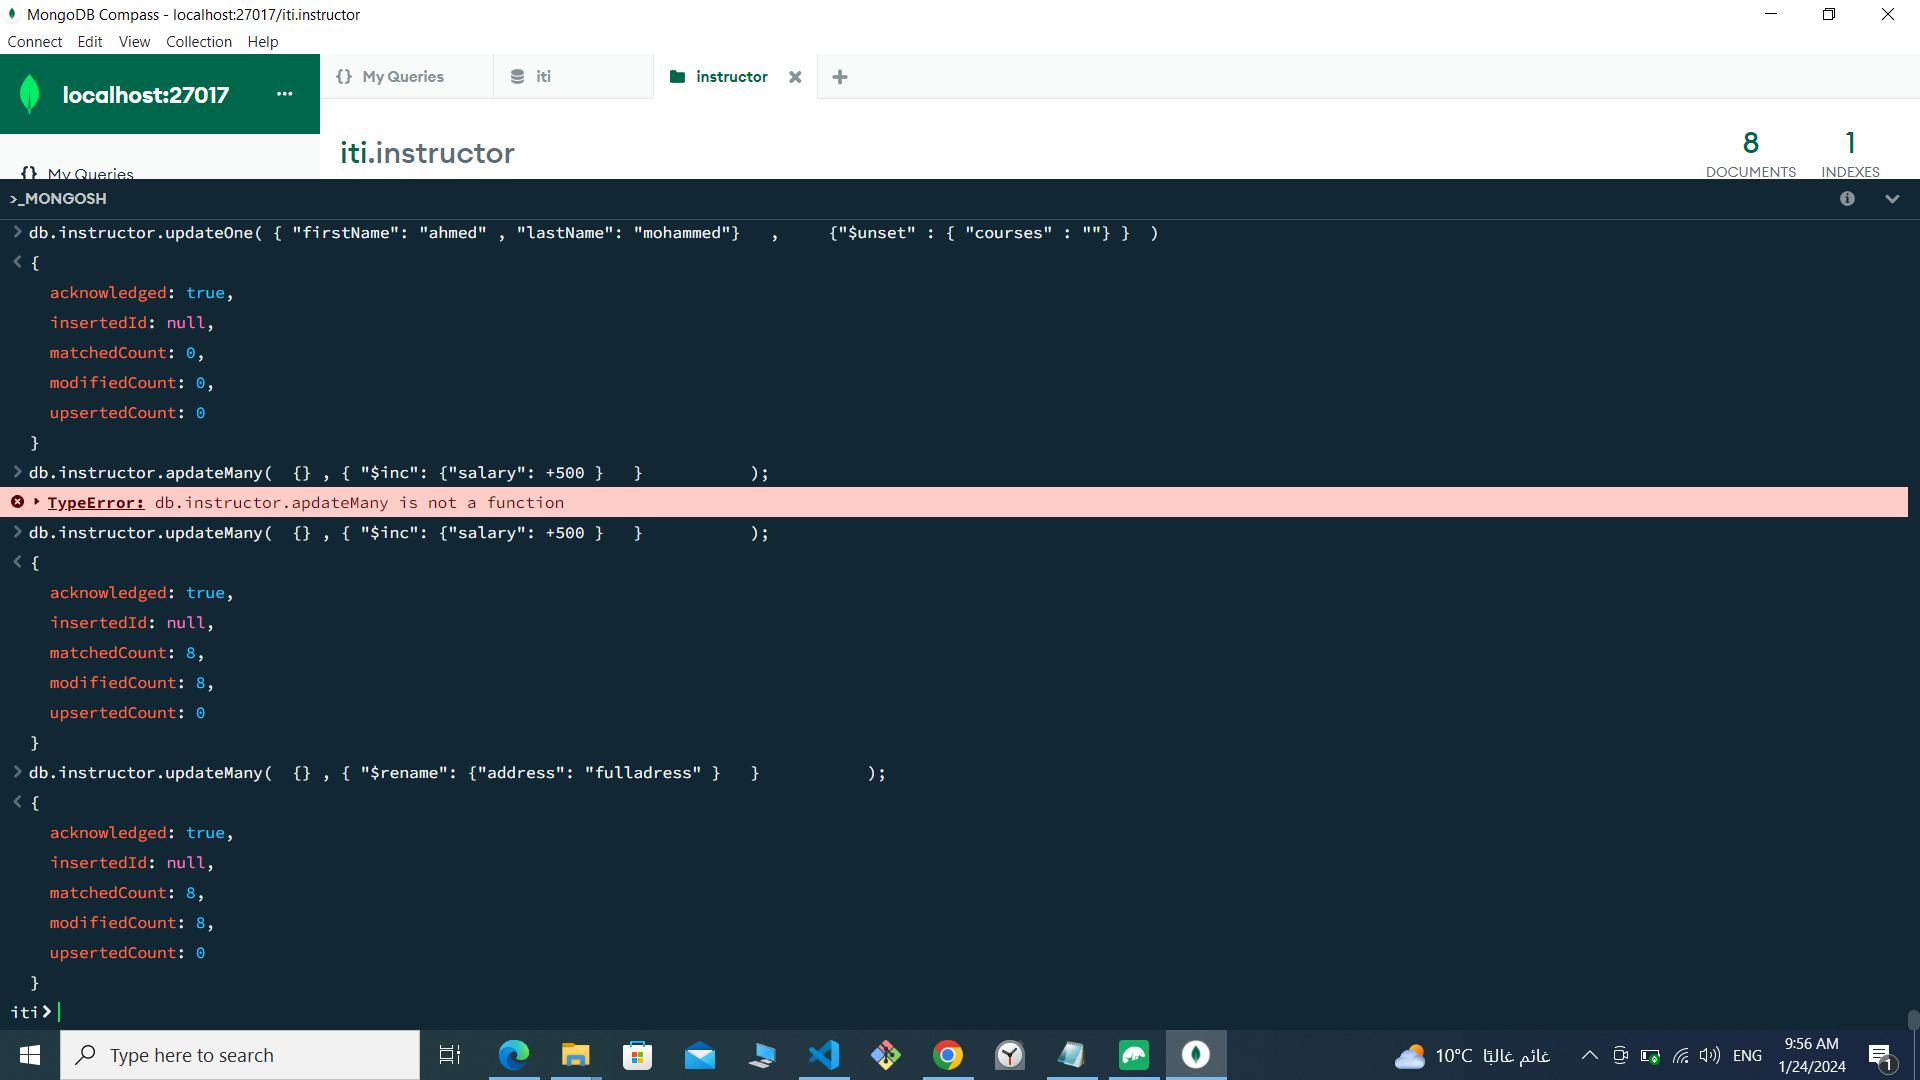 MongoDB Compass - localhost:27017/iti.instructor
Connect Edit View Collection Help
localhost:27017 ...
{} My Queries
iti
instructor
{} My Queries
iti.instructor
8 1
DOCUMENTS INDEXES
>_MONGOSH
db.instructor.updateOne( { "firstName": "ahmed" , "lastName": "mohammed"}   ,     {"$unset" : { "courses" : ""} }  )
{
acknowledged: true,
insertedId: null,
matchedCount: 0,
modifiedCount: 0,
upsertedCount: 0
}
db.instructor.apdateMany(  {} , { "$inc": {"salary": +500 }   }           );
TypeError: db.instructor.apdateMany is not a function
db.instructor.updateMany(  {} , { "$inc": {"salary": +500 }   }           );
{
acknowledged: true,
insertedId: null,
matchedCount: 8,
modifiedCount: 8,
upsertedCount: 0
}
db.instructor.updateMany(  {} , { "$rename": {"address": "fulladress" }   }           );
{
acknowledged: true,
insertedId: null,
matchedCount: 8,
modifiedCount: 8,
upsertedCount: 0
}
iti>
Type here to search
10°C غائم غالبًا
ENG
9:56 AM
1/24/2024
1